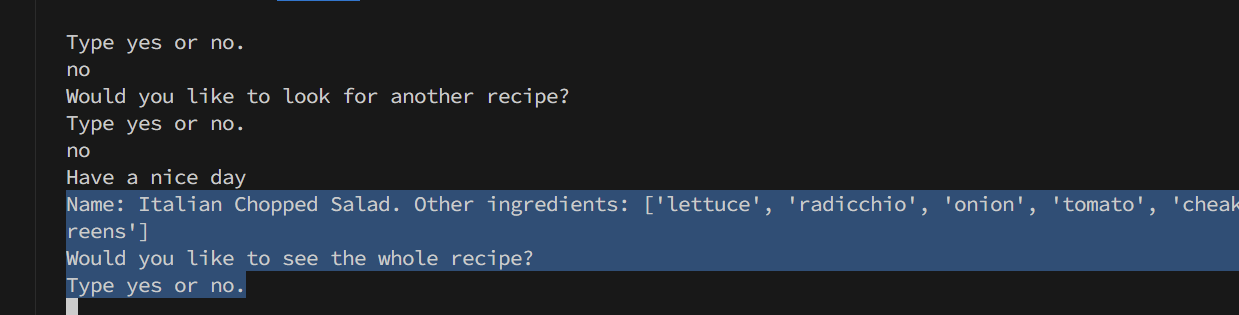 Type yes or no.
no
Would you like to look for another recipe?
Type yes or no.
no
Have a nice day
Name: Italian Chopped Salad. Other ingredients: ['lettuce', 'radicchio', 'onion', 'tomato', 'cheak
reens']
Would you like to see the whole recipe?
Type yes or no.